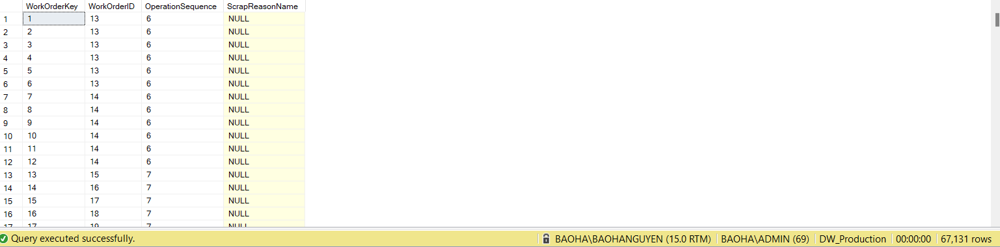 WorkOrderKey WorkOrderID OperationSequence ScrapReasonName
1 1 13 6 NULL
2 2 13 6 NULL
3 3 13 6 NULL
4 4 13 6 NULL
5 5 13 6 NULL
6 6 13 6 NULL
7 7 14 6 NULL
8 8 14 6 NULL
9 9 14 6 NULL
10 10 14 6 NULL
11 11 14 6 NULL
12 12 14 6 NULL
13 13 15 7 NULL
14 14 16 7 NULL
15 15 17 7 NULL
16 16 18 7 NULL
17 17 19 7 NULL
Query executed successfully. BAOHA\BAOHANGUYEN (15.0 RTM) BAOHA\ADMIN (69) DW_Production 00:00:00 67,131 rows